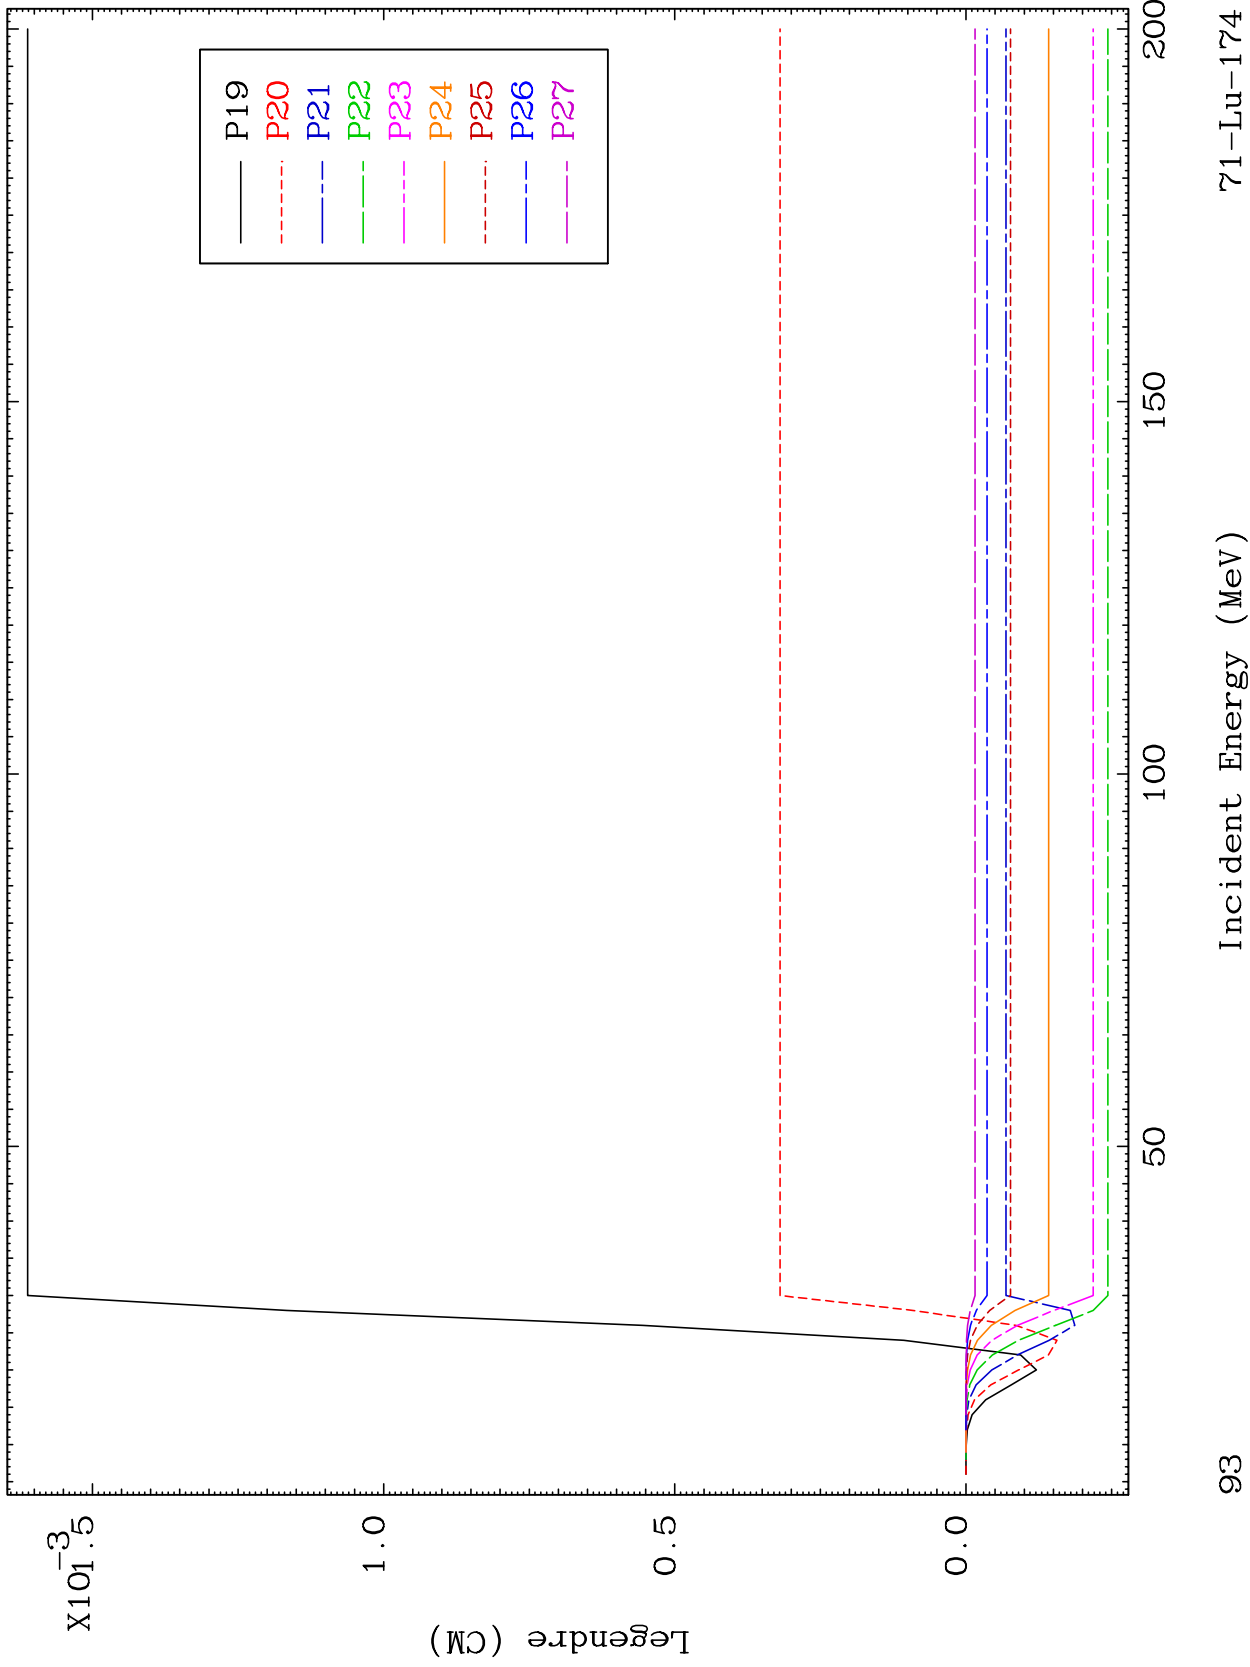 X10-3
1.5
1.0
0.5
0.0
Legendre (CM)
P19
P20
P21
P22
P23
P24
P25
P26
P27
50
100
150
200
93
Incident Energy (MeV)
71-Lu-174